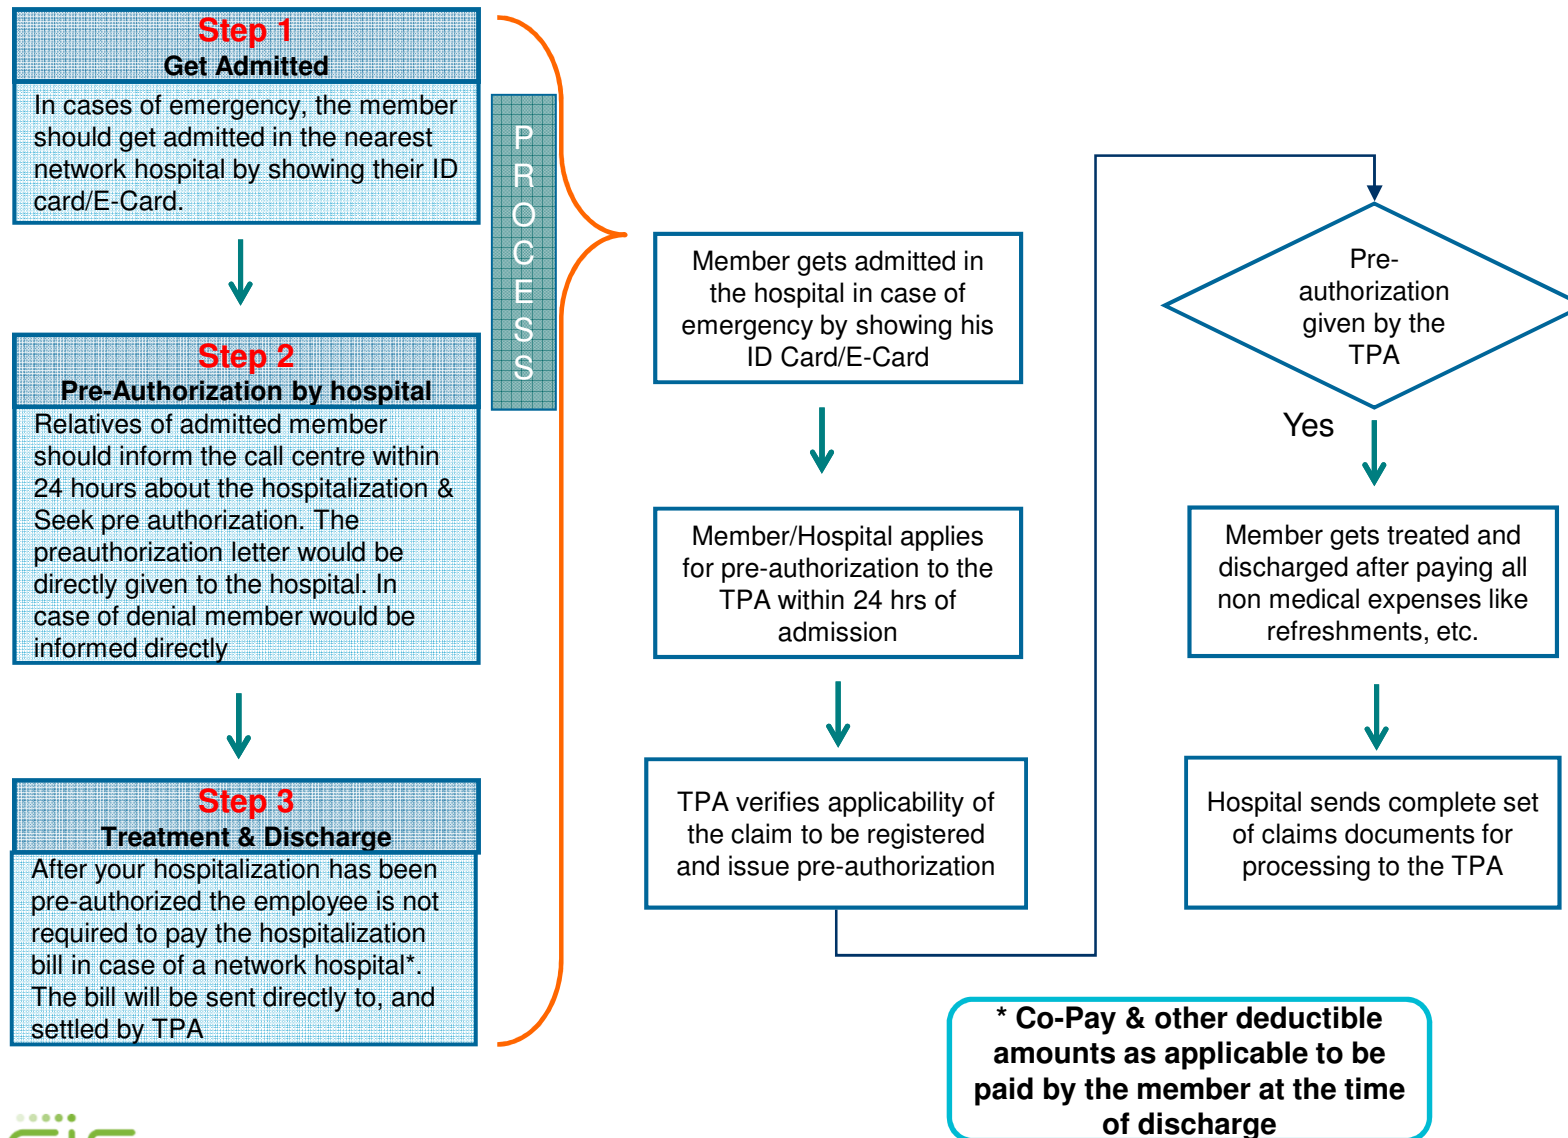 Step 1
Get Admitted
In cases of emergency, the member
should get admitted in the nearest
network hospital by showing their ID
card/E-Card.
Step 2
Pre-Authorization by hospital
Relatives of admitted member
should inform the call centre within
24 hours about the hospitalization &
Seek pre authorization. The
preauthorization letter would be
directly given to the hospital. In
case of denial member would be
informed directly
Step 3
Treatment & Discharge
After your hospitalization has been
pre-authorized the employee is not
required to pay the hospitalization
bill in case of a network hospital*.
The bill will be sent directly to, and
settled by TPA
P
R
O
C
E
S
S
Member gets admitted in
the hospital in case of
emergency by showing his
ID Card/E-Card
Member/Hospital applies
for pre-authorization to the
TPA within 24 hrs of
admission
TPA verifies applicability of
the claim to be registered
and issue pre-authorization
Pre-
authorization
given by the
TPA
Yes
Member gets treated and
discharged after paying all
non medical expenses like
refreshments, etc.
Hospital sends complete set
of claims documents for
processing to the TPA
* Co-Pay & other deductible
amounts as applicable to be
paid by the member at the time
of discharge